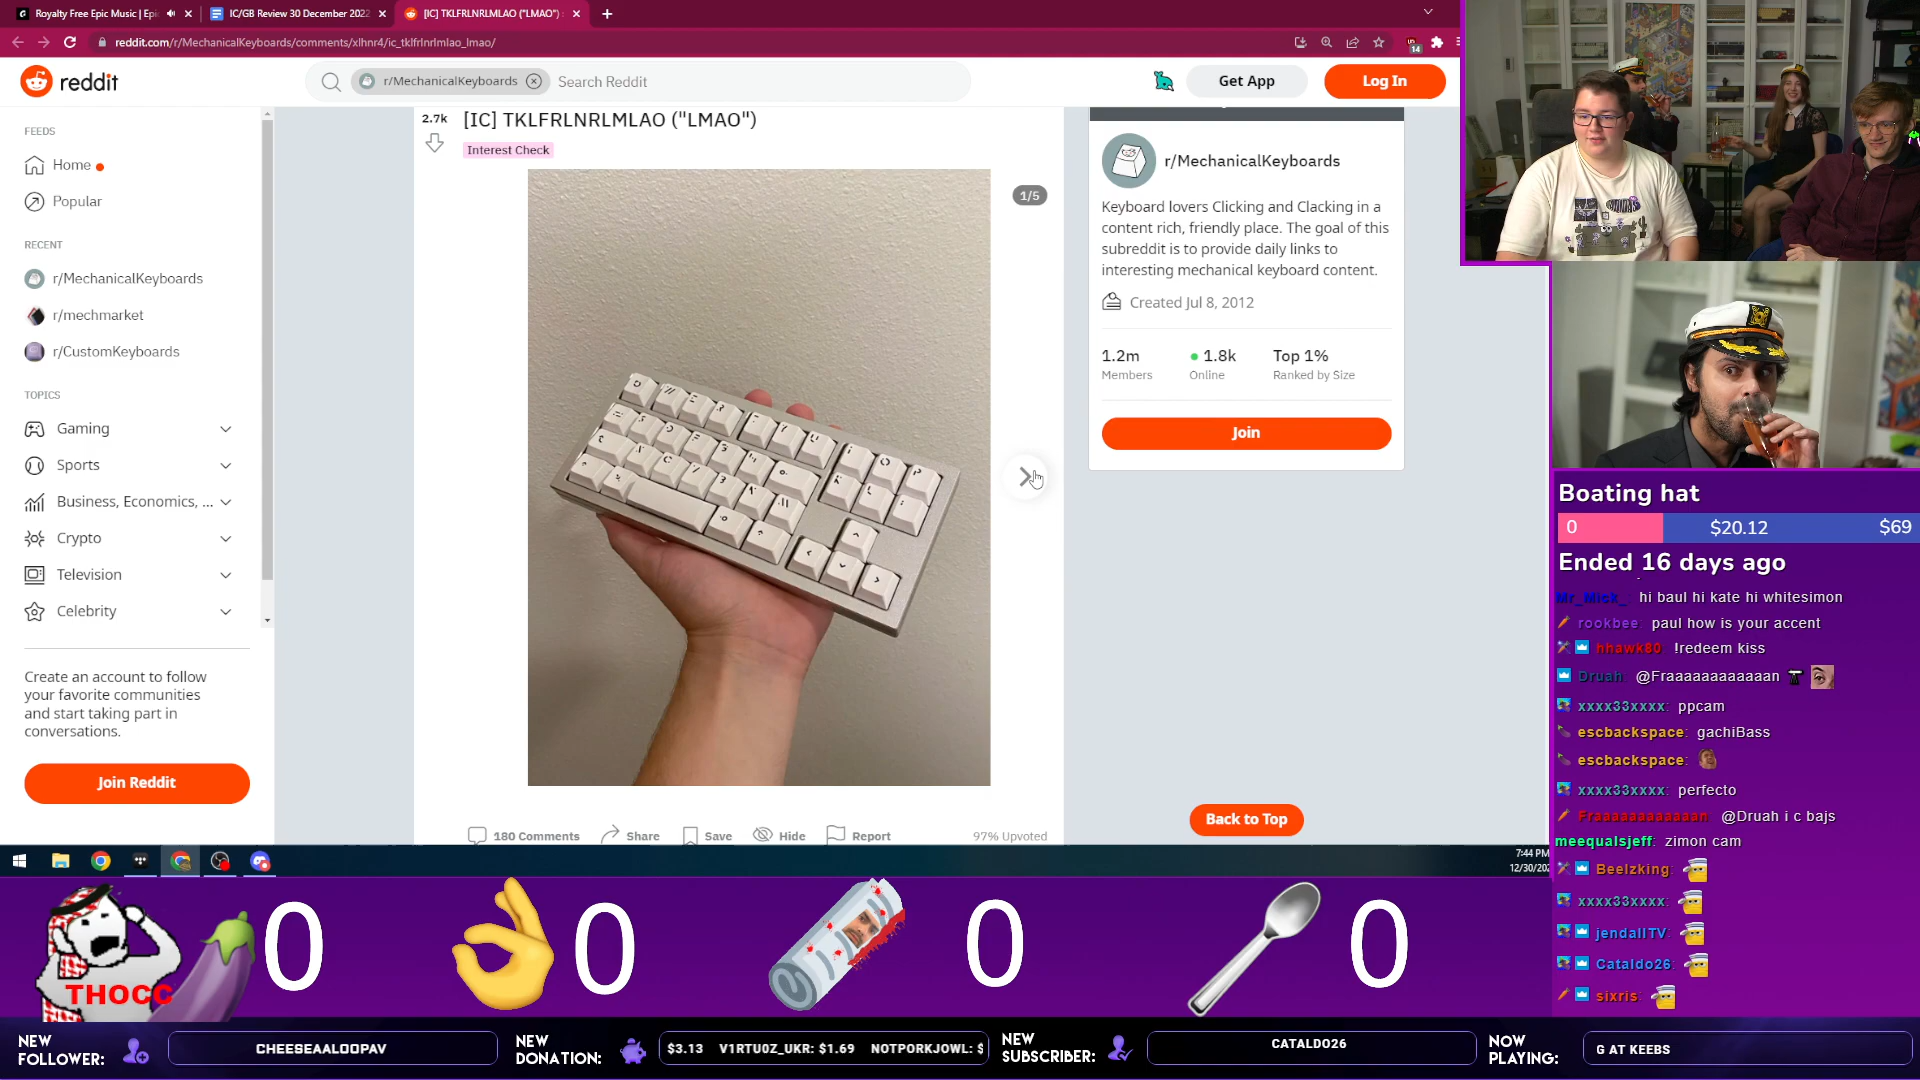 Royalty Free Epic Music | Epi
IC/GB Review 30 December 2022
[IC] TKLFRLNRLMLAO ("LMAO")
reddit.com/r/MechanicalKeyboards/comments/xlhnr4/ic_tklfrlnrlmlao_lmao/
14
reddit
r/MechanicalKeyboards
Search Reddit
Get App
Log In
FEEDS
Home
Popular
RECENT
r/MechanicalKeyboards
r/mechmarket
r/CustomKeyboards
TOPICS
Gaming
Sports
Business, Economics, ...
Crypto
Television
Celebrity
Create an account to follow
your favorite communities
and start taking part in
conversations.
Join Reddit
2.7k
[IC] TKLFRLNRLMLAO ("LMAO")
Interest Check
1/5
180 Comments
Share
Save
Hide
Report
97% Upvoted
r/MechanicalKeyboards
Keyboard lovers Clicking and Clacking in a
content rich, friendly place. The goal of this
subreddit is to provide daily links to
interesting mechanical keyboard content.
Created Jul 8, 2012
1.2m
Members
1.8k
Online
Top 1%
Ranked by Size
Join
Back to Top
7:44 PM
12/30/202
Boating hat
0
$20.12
$69
Ended 16 days ago
Mr_Mick_: hi baul hi kate hi whitesimon
rookbee: paul how is your accent
hhawk80: !redeem kiss
Druah: @Fraaaaaaaaaaan
xxxx33xxxx: ppcam
escbackspace: gachiBass
escbackspace:
xxxx33xxxx: perfecto
Fraaaaaaaaaaaan: @Druah i c bajs
meequalsjeff: zimon cam
Beelzking:
xxxx33xxxx:
jendallTV:
Cataldo26:
sixris:
THOCC
0
0
0
0
NEW
FOLLOWER:
CHEESEAALOOPAV
NEW
DONATION:
$3.13 V1RTU0Z_UKR: $1.69 NOTPORKJOWL: $
NEW
SUBSCRIBER:
CATALDO26
NOW
PLAYING:
G AT KEEBS